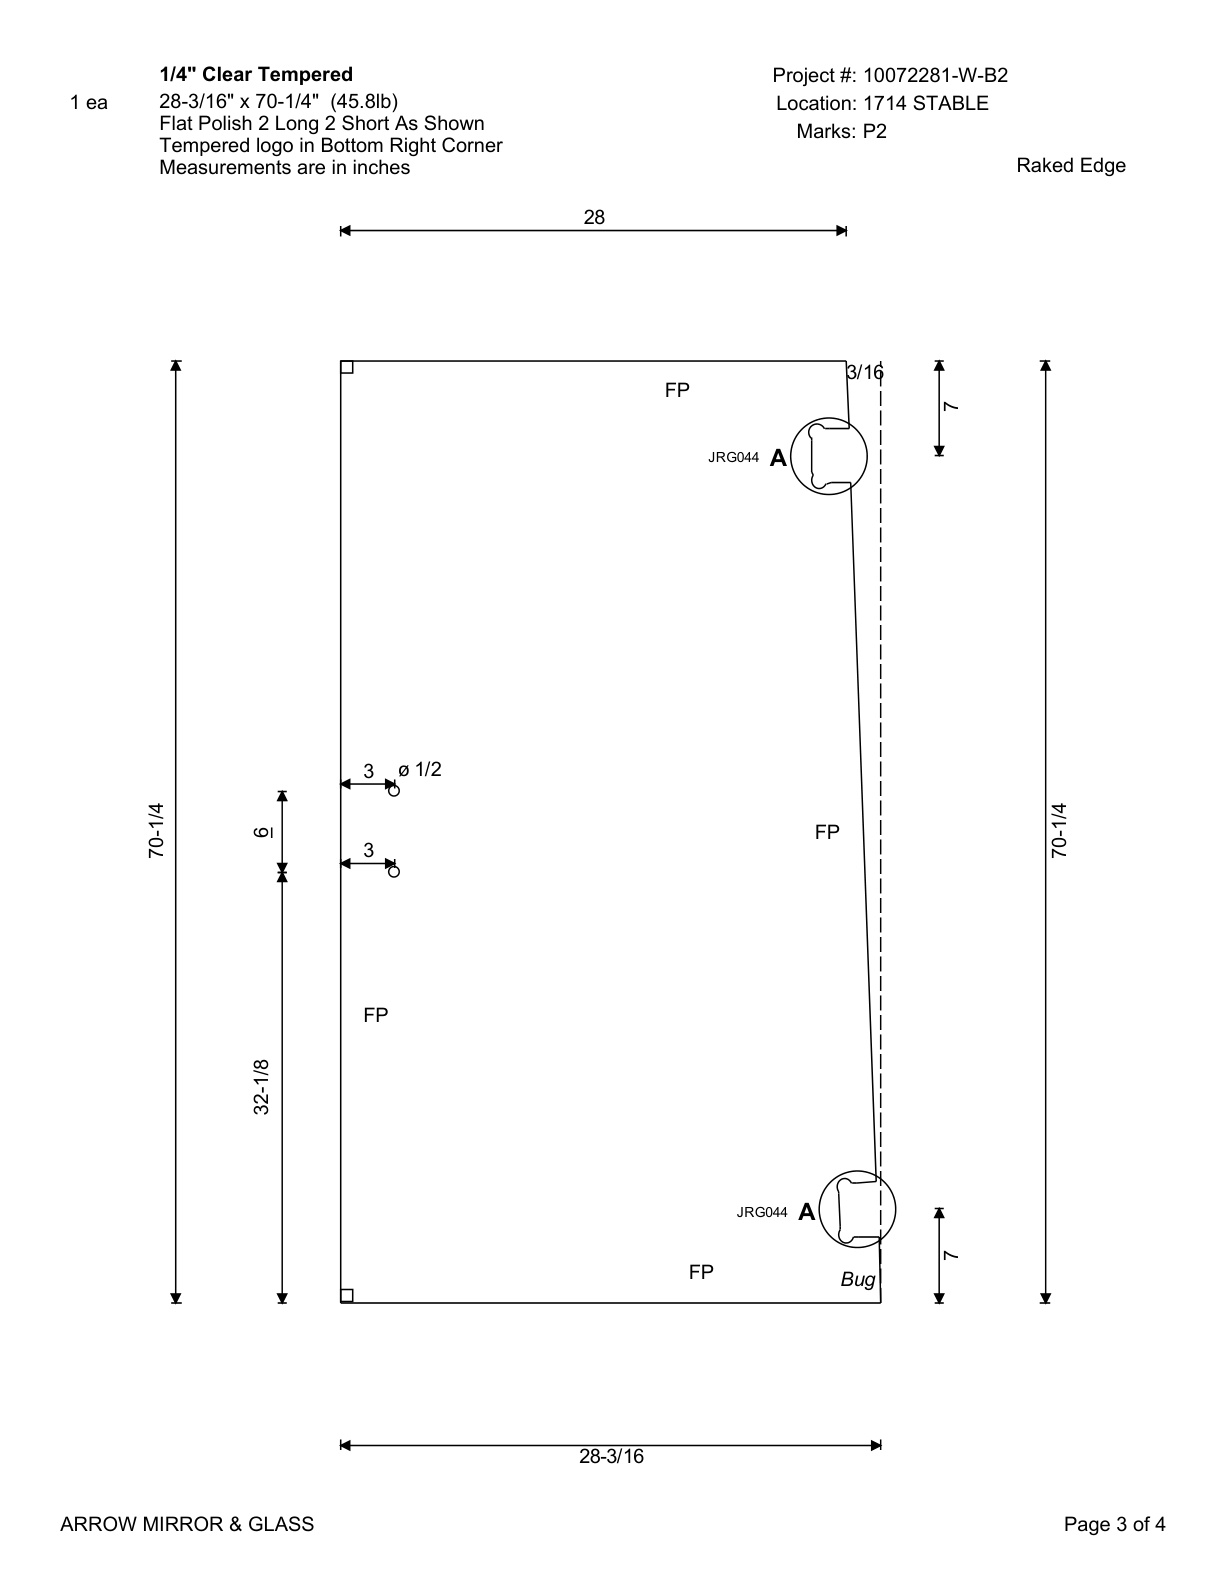 1/4" Clear Tempered
1 ea
28-3/16" x 70-1/4" (45.8lb)
Flat Polish 2 Long 2 Short As Shown
Tempered logo in Bottom Right Corner
Measurements are in inches
Project #: 10072281-W-B2
Location: 1714 STABLE
Marks: P2
Raked Edge
28
3/16
FP
7
JRG044 A
3
ø 1/2
6
3
70-1/4
FP
70-1/4
FP
32-1/8
JRG044 A
7
FP
Bug
28-3/16
ARROW MIRROR & GLASS
Page 3 of 4